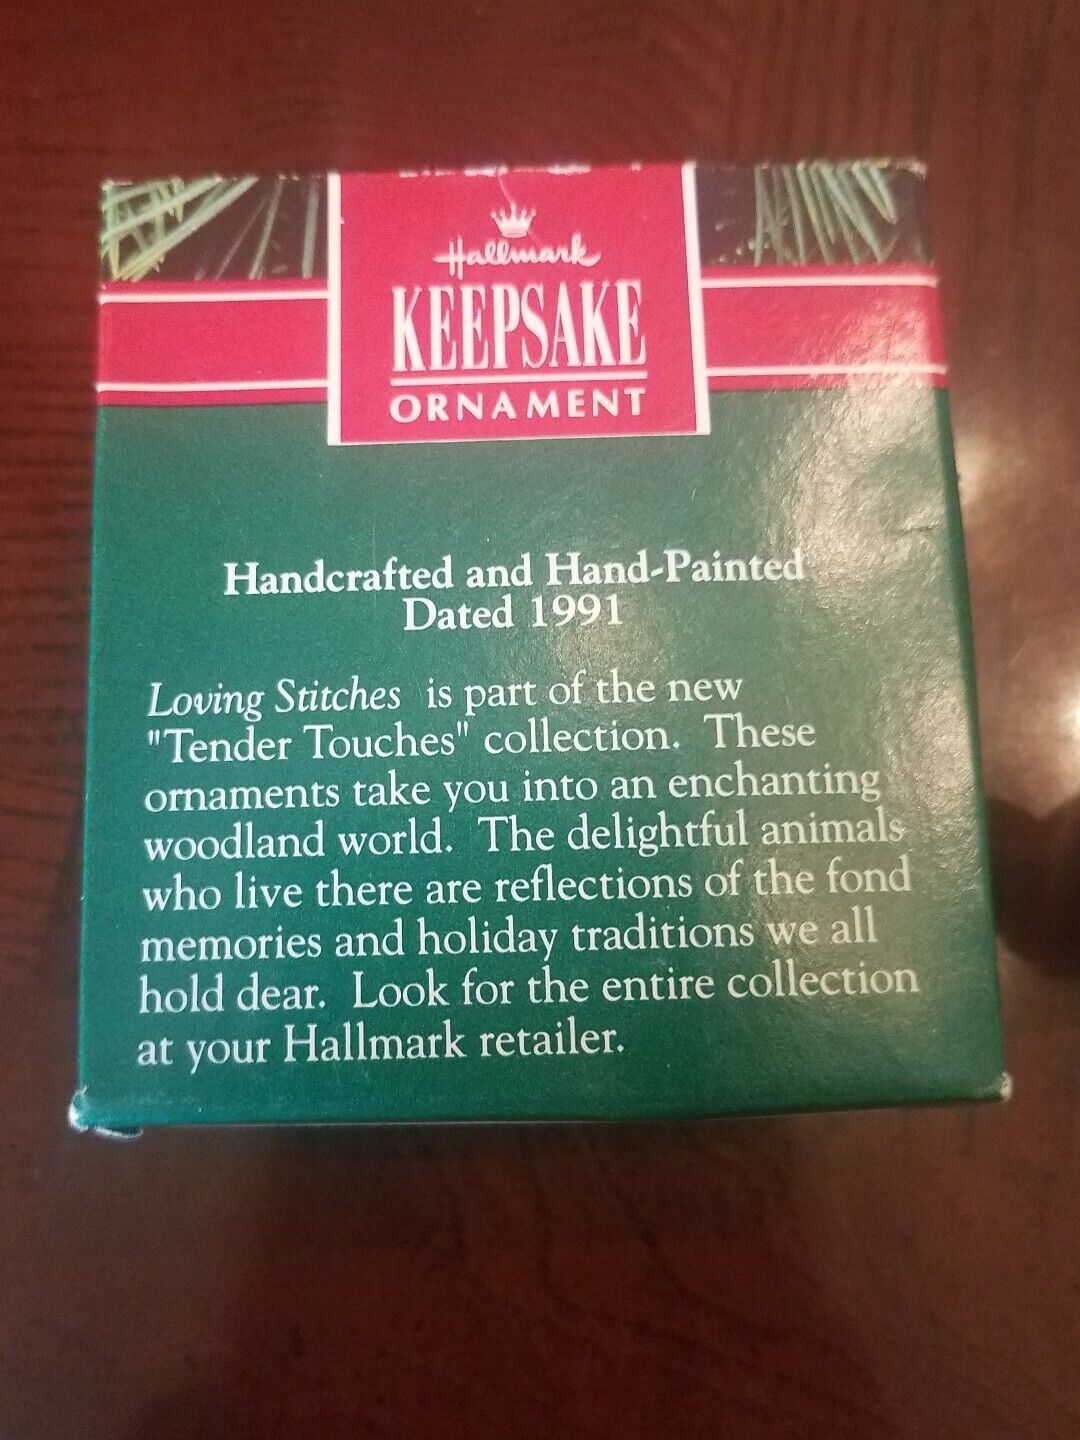 Hallmark
KEEPSAKE
ORNAMENT
Handcrafted and Hand-Painted
Dated 1991
Loving Stitches is part of the new
"Tender Touches" collection. These
ornaments take you into an enchanting
woodland world. The delightful animals
who live there are reflections of the fond
memories and holiday traditions we all
hold dear. Look for the entire collection
at your Hallmark retailer.